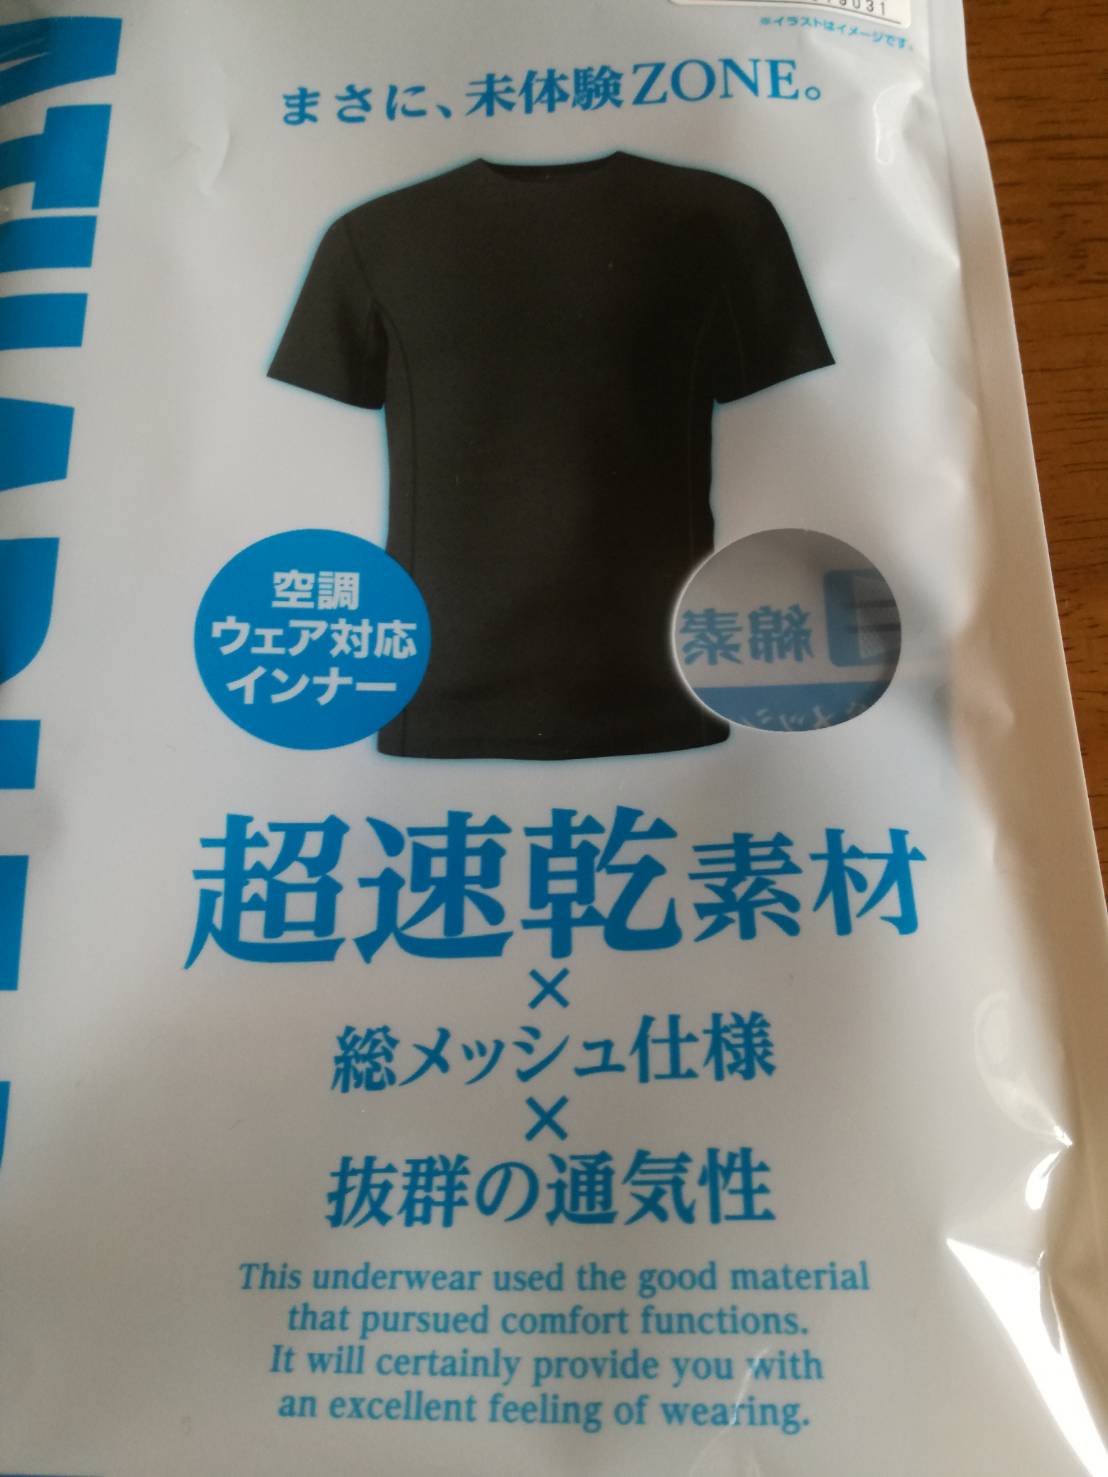 ※イラストはイメージです。
まさに、未体験ZONE。
空調
ウェア対応
インナー
綿素
超速乾素材
×
総メッシュ仕様
×
抜群の通気性
This underwear used the good material
that pursued comfort functions.
It will certainly provide you with
an excellent feeling of wearing.